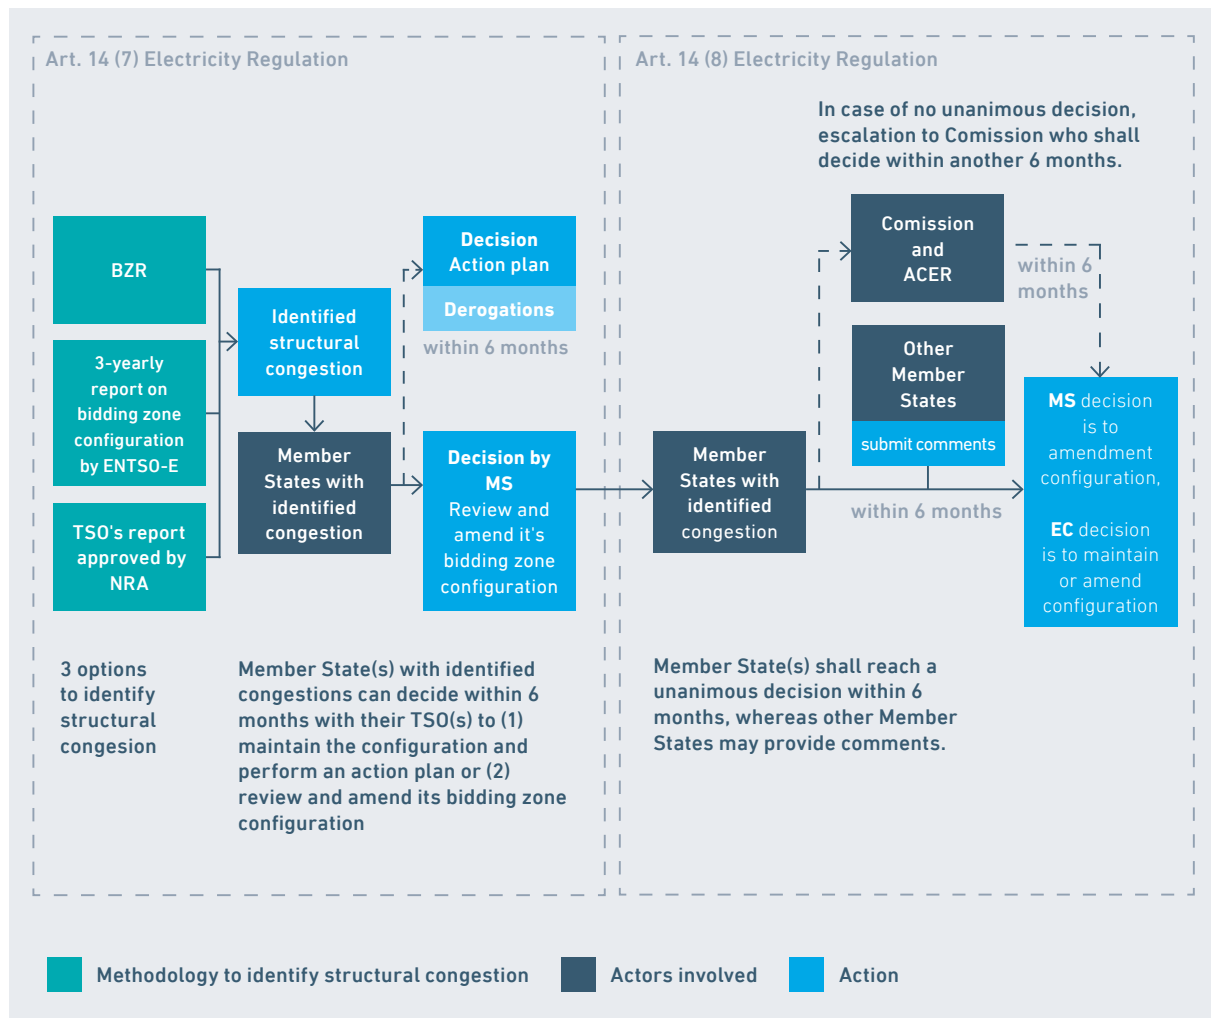 Art. 14 (7) Electricity Regulation
BZR
3-yearly
report on
bidding zone
configuration
by ENTSO-E
TSO's report
approved by
NRA
Identified
structural
congestion
Member
States with
identified
congestion
Decision
Action plan
Derogations
within 6 months
Decision by
MS
Review and
amend it's
bidding zone
configuration
3 options
to identify
structural
congesion
Member State(s) with identified
congestions can decide within 6
months with their TSO(s) to (1)
maintain the configuration and
perform an action plan or (2)
review and amend its bidding zone
configuration
Art. 14 (8) Electricity Regulation
In case of no unanimous decision,
escalation to Comission who shall
decide within another 6 months.
Member
States with
identified
congestion
Comission
and
ACER
within 6
months
Other
Member
States
submit comments
within 6 months
MS decision
is to
amendment
configuration,
EC decision
is to maintain
or amend
configuration
Member State(s) shall reach a
unanimous decision within 6
months, whereas other Member
States may provide comments.
Methodology to identify structural congestion
Actors involved
Action